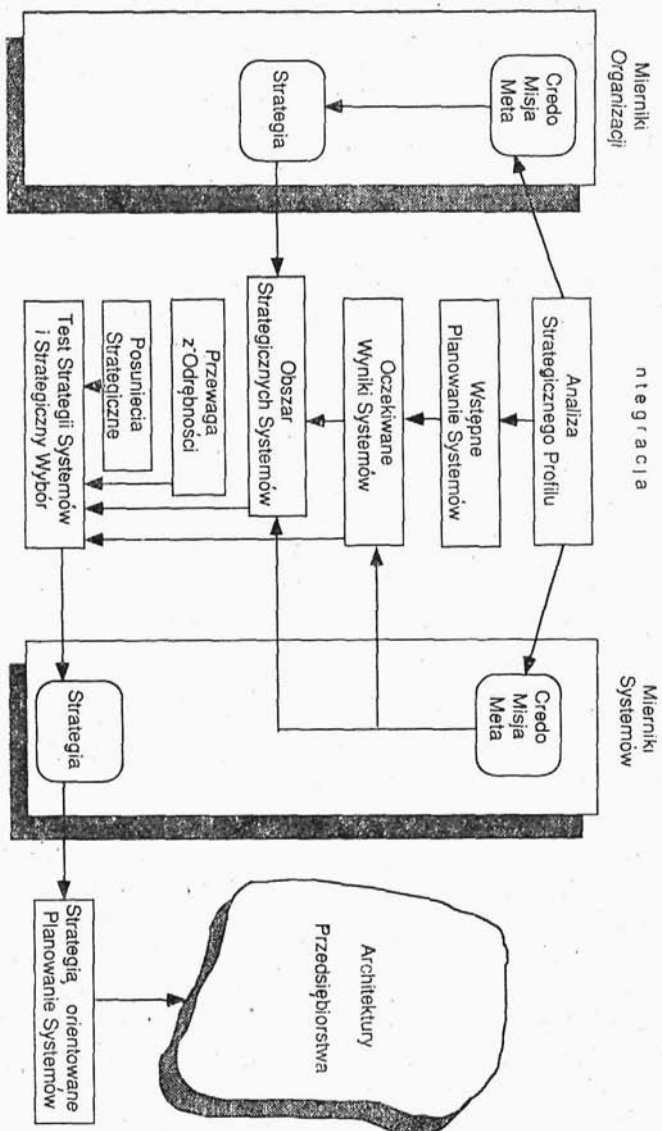 Mierniki
Organizacji
Credo
Misja
Meta
Strategia
ntegracja
Analiza
Strategicznego Profilu
Wstępne
Planowanie Systemów
Oczekiwane
Wyniki Systemów
Obszar
Strategicznych Systemów
Przewaga
z Odrębności
Posunięcia
Strategiczne
Test Strategii Systemów
i Strategiczny Wybór
Mierniki
Systemów
Credo
Misja
Meta
Strategia
Architektury
Przedsiębiorstwa
Strategią orientowane
Planowanie Systemów